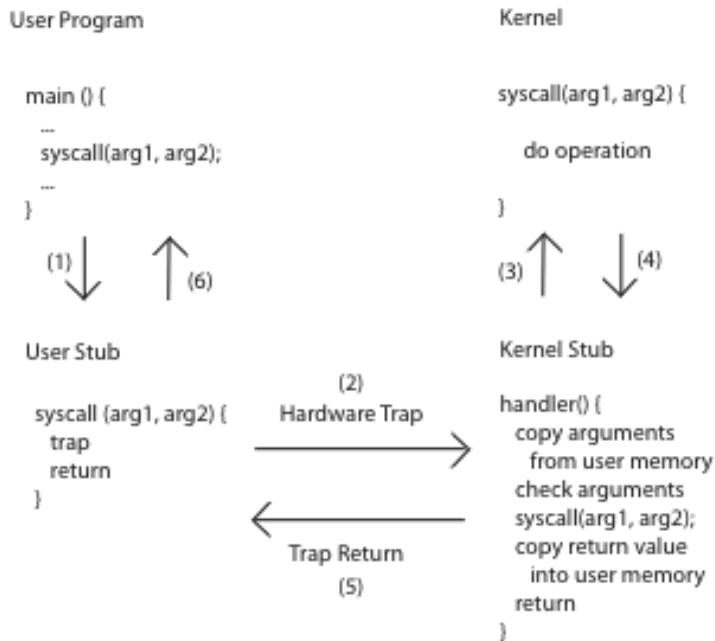 User Program
main () {
...
syscall(arg1, arg2);
...
}
(1)
(6)
Kernel
syscall(arg1, arg2) {
do operation
}
(3)
(4)
User Stub
syscall (arg1, arg2) {
trap
return
}
(2)
Hardware Trap
Trap Return
(5)
Kernel Stub
handler() {
copy arguments
from user memory
check arguments
syscall(arg1, arg2);
copy return value
into user memory
return
}